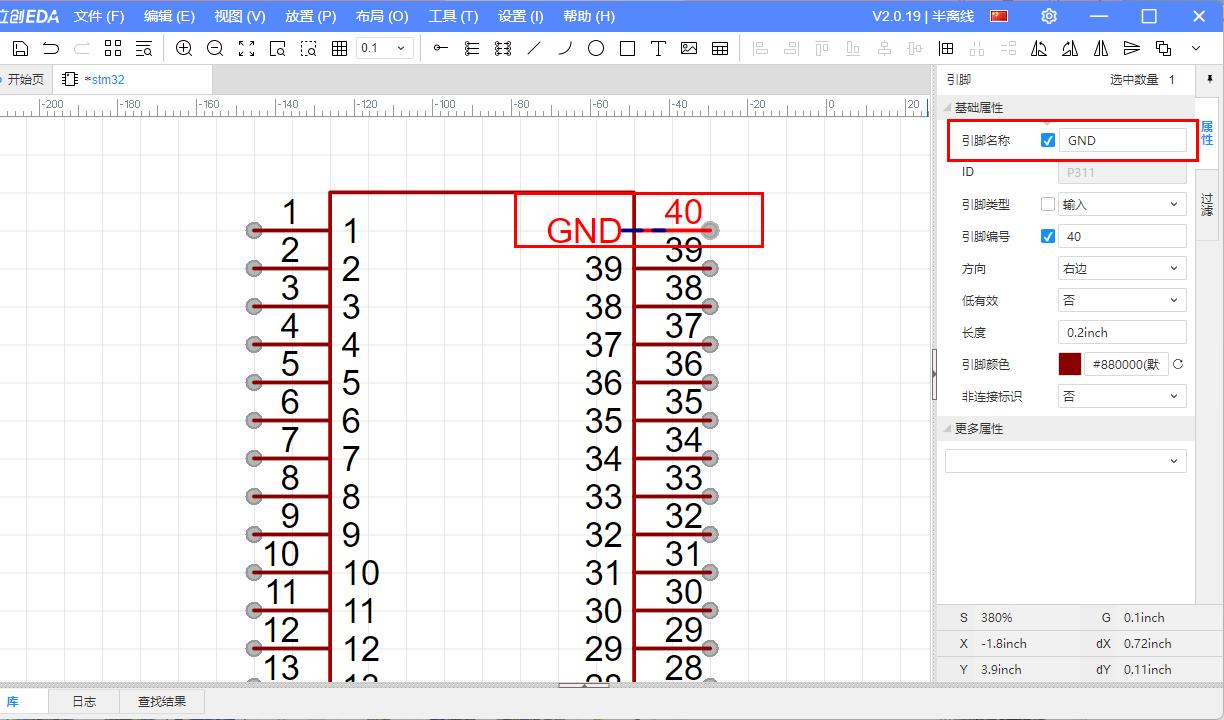 立创EDA 文件 (F) 编辑 (E) 视图 (V) 放置 (P) 布局 (O) 工具 (T) 设置 (I) 帮助 (H) V2.0.19 | 半离线
0.1
开始页 *stm32
-200 -180 -160 -140 -120 -100 -80 -60 -40 -20 0 20
1 40
1 GND
2 39
2 39
3 38
3 38
4 37
4 37
5 36
5 36
6 35
6 35
7 34
7 34
8 33
8 33
9 32
9 32
10 31
10 31
11 30
11 30
12 29
12 29
13 28
引脚 选中数量 1
基础属性
引脚名称 GND
ID P311
引脚类型 输入
引脚编号 40
方向 右边
低有效 否
长度 0.2inch
引脚颜色 #880000(默
非连接标识 否
更多属性
属性
过滤
S 380% G 0.1inch
X -1.8inch dX 0.72inch
Y 3.9inch dY 0.11inch
库 日志 查找结果